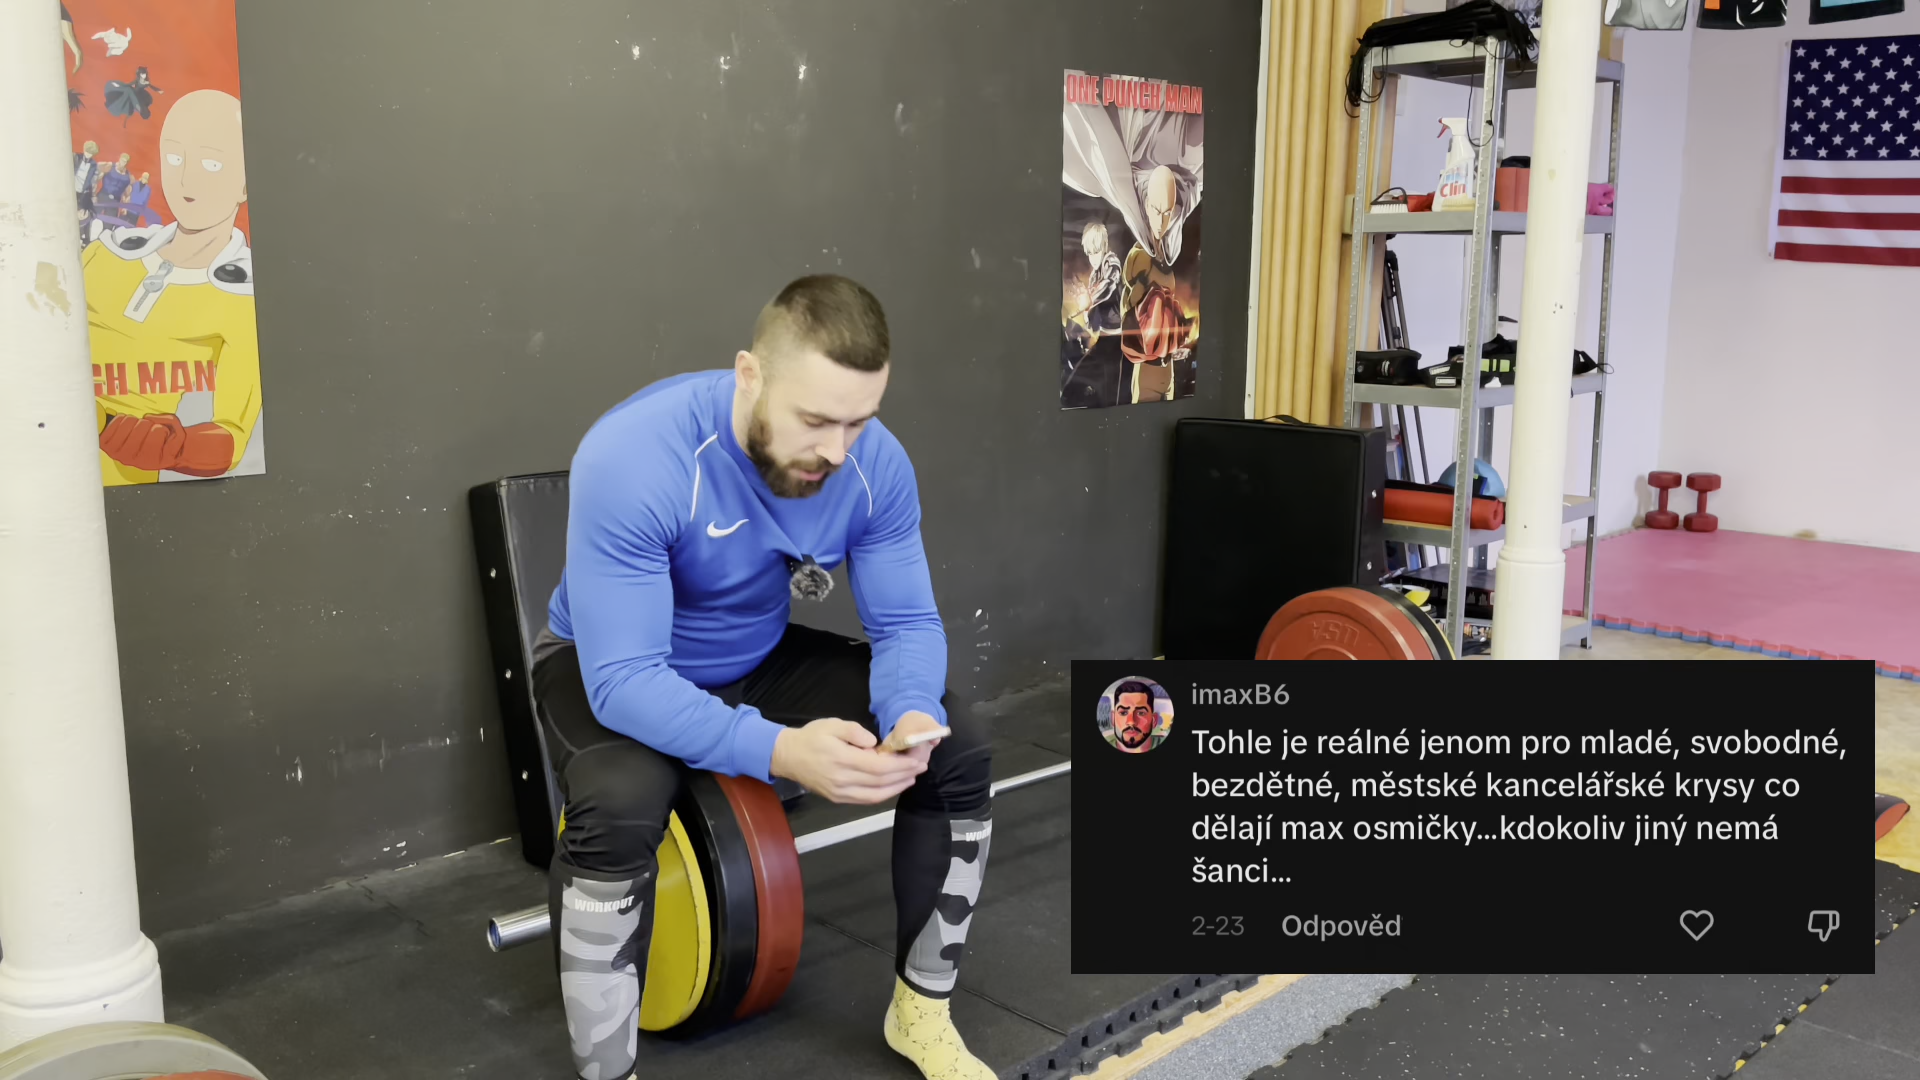 ONE PUNCH MAN
CH MAN
Clin
WORKOUT
imaxB6
Tohle je reálné jenom pro mladé, svobodné,
bezdětné, městské kancelářské krysy co
dělají max osmičky...kdokoliv jiný nemá
šanci...
2-23 Odpověď